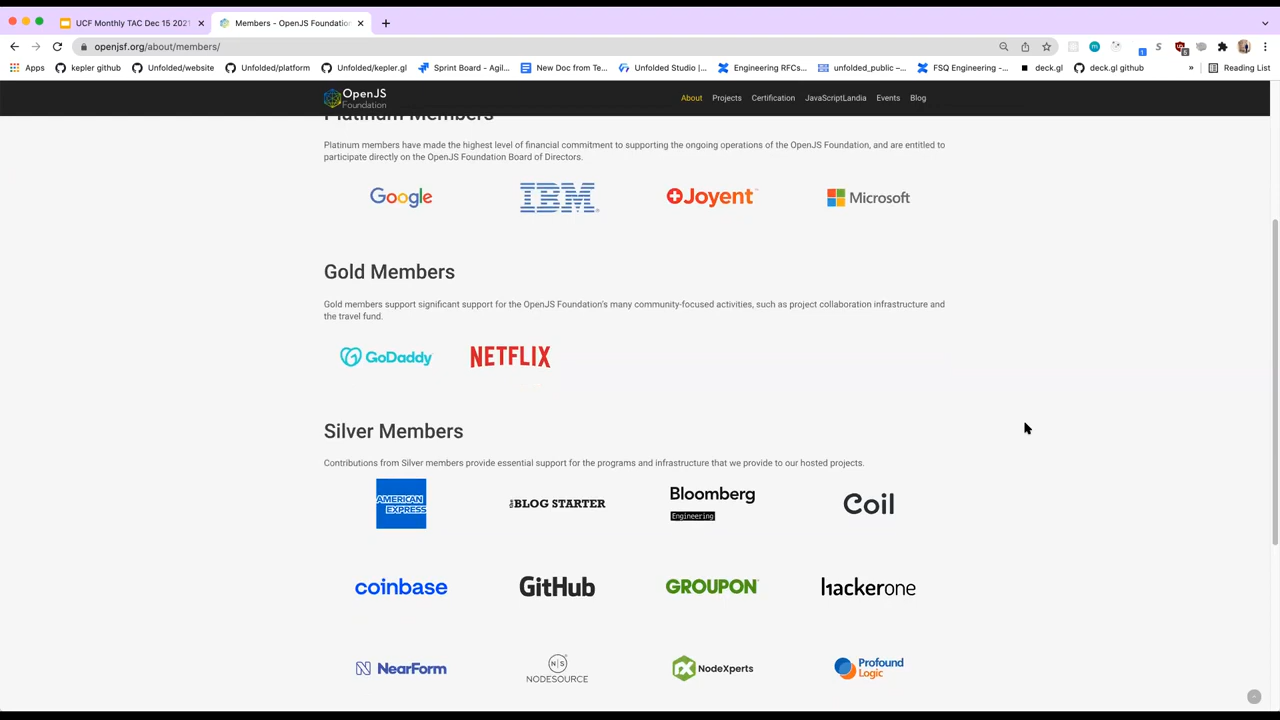 UCF Monthly TAC Dec 15 2021
Members - OpenJS Foundation
openjsf.org/about/members/
Apps
kepler github
Unfolded/website
Unfolded/platform
Unfolded/kepler.gl
Sprint Board - Agil...
New Doc from Te...
Unfolded Studio |...
Engineering RFCs...
unfolded_public –...
FSQ Engineering -...
deck.gl
deck.gl github
»
Reading List
OpenJS
Foundation
About
Projects
Certification
JavaScriptLandia
Events
Blog
Platinum Members
Platinum members have made the highest level of financial commitment to supporting the ongoing operations of the OpenJS Foundation, and are entitled to
participate directly on the OpenJS Foundation Board of Directors.
Google
IBM
Joyent
Microsoft
Gold Members
Gold members support significant support for the OpenJS Foundation's many community-focused activities, such as project collaboration infrastructure and
the travel fund.
GoDaddy
NETFLIX
Silver Members
Contributions from Silver members provide essential support for the programs and infrastructure that we provide to our hosted projects.
AMERICAN
EXPRESS
the BLOG STARTER
Bloomberg
Engineering
Coil
coinbase
GitHub
GROUPON
hackerone
NearForm
N|S
NODESOURCE
NodeXperts
Profound
Logic